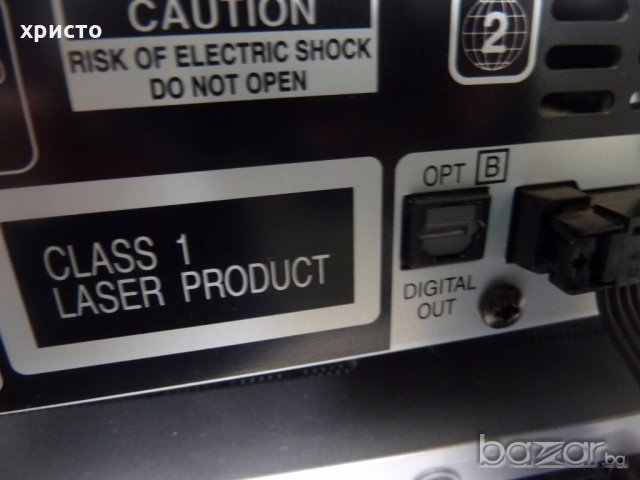 христо
CAUTION
RISK OF ELECTRIC SHOCK
DO NOT OPEN
2
CLASS 1
LASER PRODUCT
OPT B
DIGITAL
OUT
bazar.bg